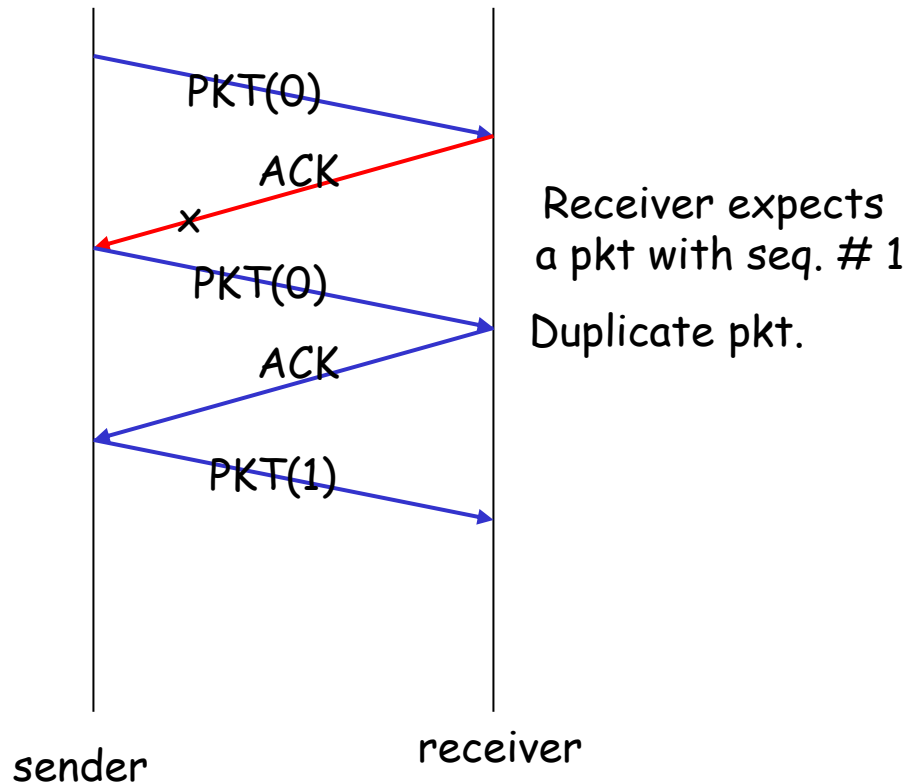 PKT(0)
ACK
x
Receiver expects
a pkt with seq. # 1
PKT(0)
Duplicate pkt.
ACK
PKT(1)
sender
receiver